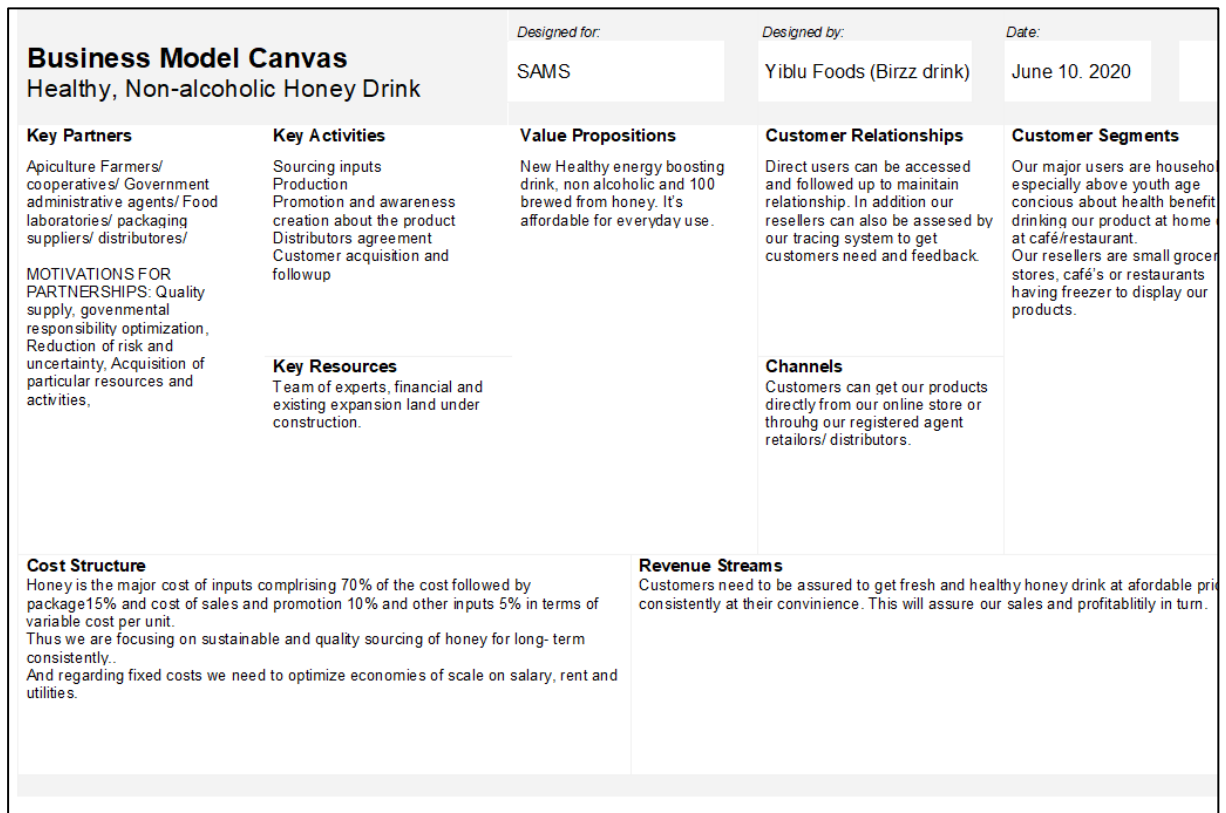 Business Model Canvas
Healthy, Non-alcoholic Honey Drink
Designed for:
SAMS
Designed by:
Yiblu Foods (Birzz drink)
Date:
June 10. 2020
Key Partners
Apiculture Farmers/
cooperatives/ Government
administrative agents/ Food
laboratories/ packaging
suppliers/ distributores/
MOTIVATIONS FOR
PARTNERSHIPS: Quality
supply, govenmental
responsibility optimization,
Reduction of risk and
uncertainty, Acquisition of
particular resources and
activities,
Key Activities
Sourcing inputs
Production
Promotion and awareness
creation about the product
Distributors agreement
Customer acquisition and
followup
Key Resources
Team of experts, financial and
existing expansion land under
construction.
Value Propositions
New Healthy energy boosting
drink, non alcoholic and 100
brewed from honey. It's
affordable for everyday use.
Customer Relationships
Direct users can be accessed
and followed up to mainitain
relationship. In addition our
resellers can also be assesed by
our tracing system to get
customers need and feedback.
Channels
Customers can get our products
directly from our online store or
throuhg our registered agent
retailors/ distributors.
Customer Segments
Our major users are househol
especially above youth age
concious about health benefit
drinking our product at home
at café/restaurant.
Our resellers are small grocer
stores, café's or restaurants
having freezer to display our
products.
Cost Structure
Honey is the major cost of inputs complrising 70% of the cost followed by
package15% and cost of sales and promotion 10% and other inputs 5% in terms of
variable cost per unit.
Thus we are focusing on sustainable and quality sourcing of honey for long- term
consistently..
And regarding fixed costs we need to optimize economies of scale on salary, rent and
utilities.
Revenue Streams
Customers need to be assured to get fresh and healthy honey drink at affordable pric
consistently at their convinience. This will assure our sales and profitablitily in turn.